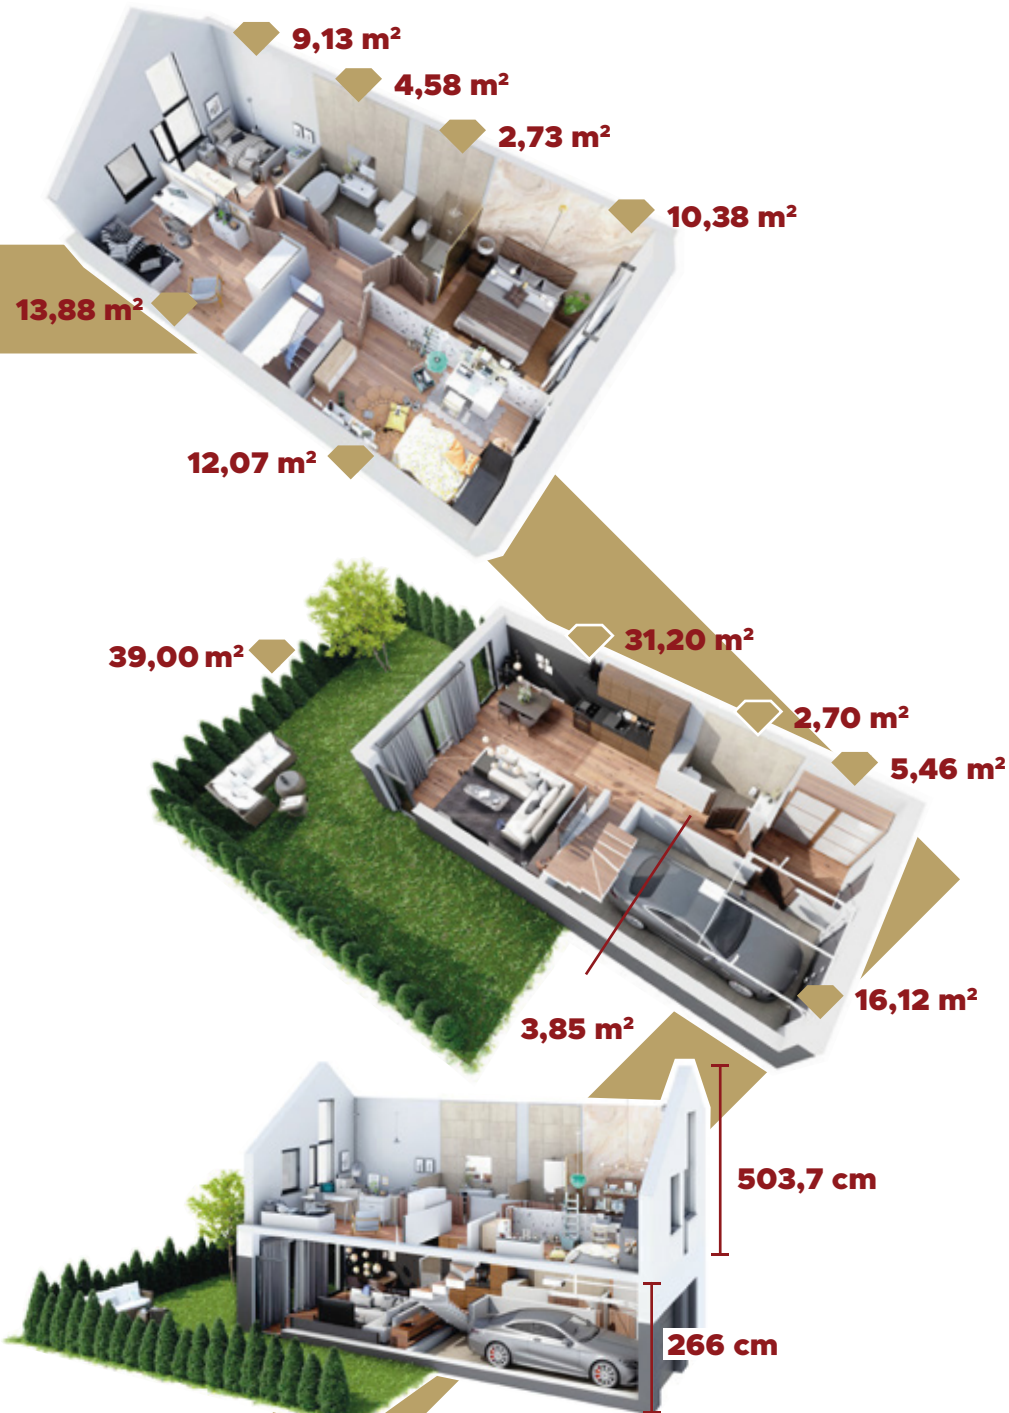 9,13 m²
4,58 m²
2,73 m²
10,38 m²
13,88 m²
12,07 m²
31,20 m²
39,00 m²
2,70 m²
5,46 m²
16,12 m²
3,85 m²
503,7 cm
266 cm